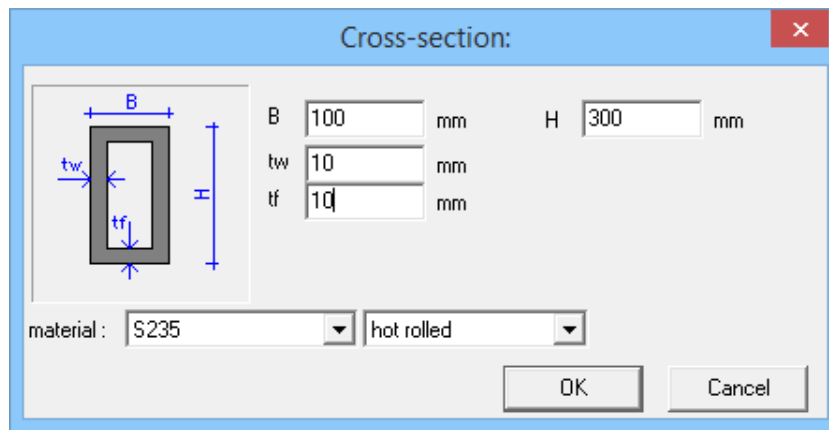 Cross-section:
B
tw
H
tf
B 100 mm H 300 mm
tw 10 mm
tf 10 mm
material : S235 hot rolled
OK Cancel